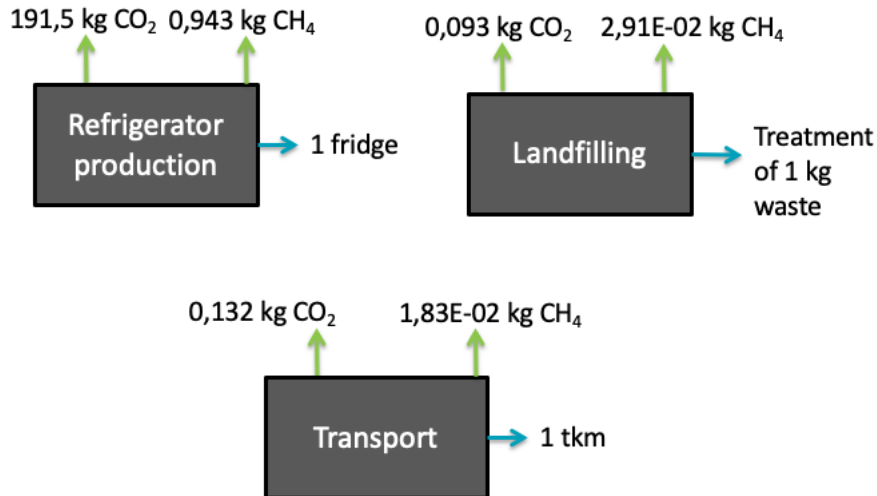 191,5 kg CO₂ 0,943 kg CH₄
0,093 kg CO₂ 2,91E-02 kg CH₄
Refrigerator
production
1 fridge
Landfilling
Treatment
of 1 kg
waste
0,132 kg CO₂ 1,83E-02 kg CH₄
Transport
1 tkm